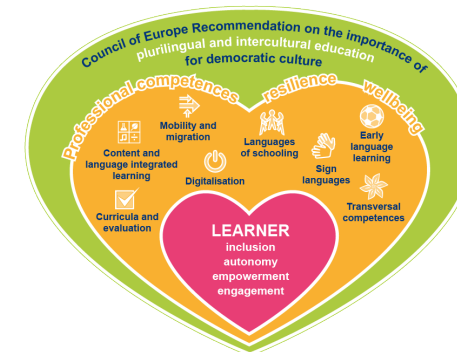 Council of Europe Recommendation on the importance of
plurilingual and intercultural education
for democratic culture
Professional competences
resilience
wellbeing
Mobility and
migration
Content and
language integrated
learning
Digitalisation
Curricula and
evaluation
Languages
of schooling
Sign
languages
Early
language
learning
Transversal
competences
LEARNER
inclusion
autonomy
empowerment
engagement